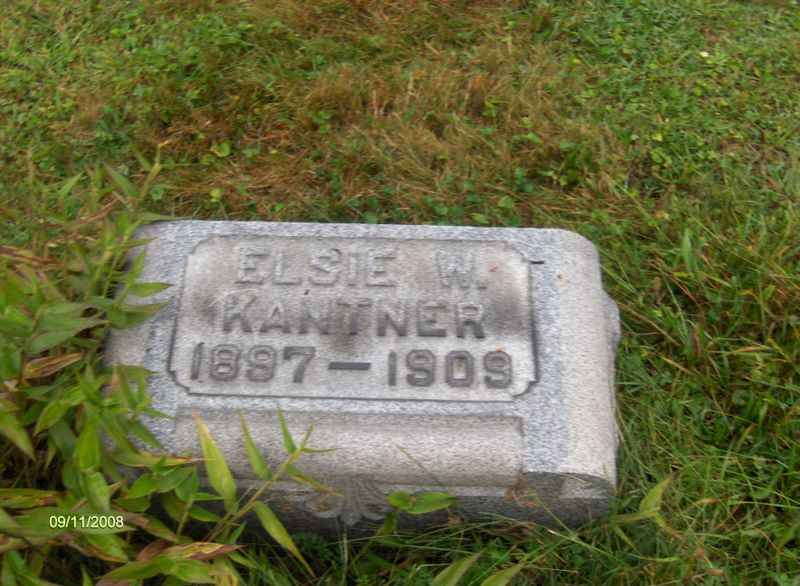 ELSIE W.
KANTNER
1897 — 1909
09/11/2008